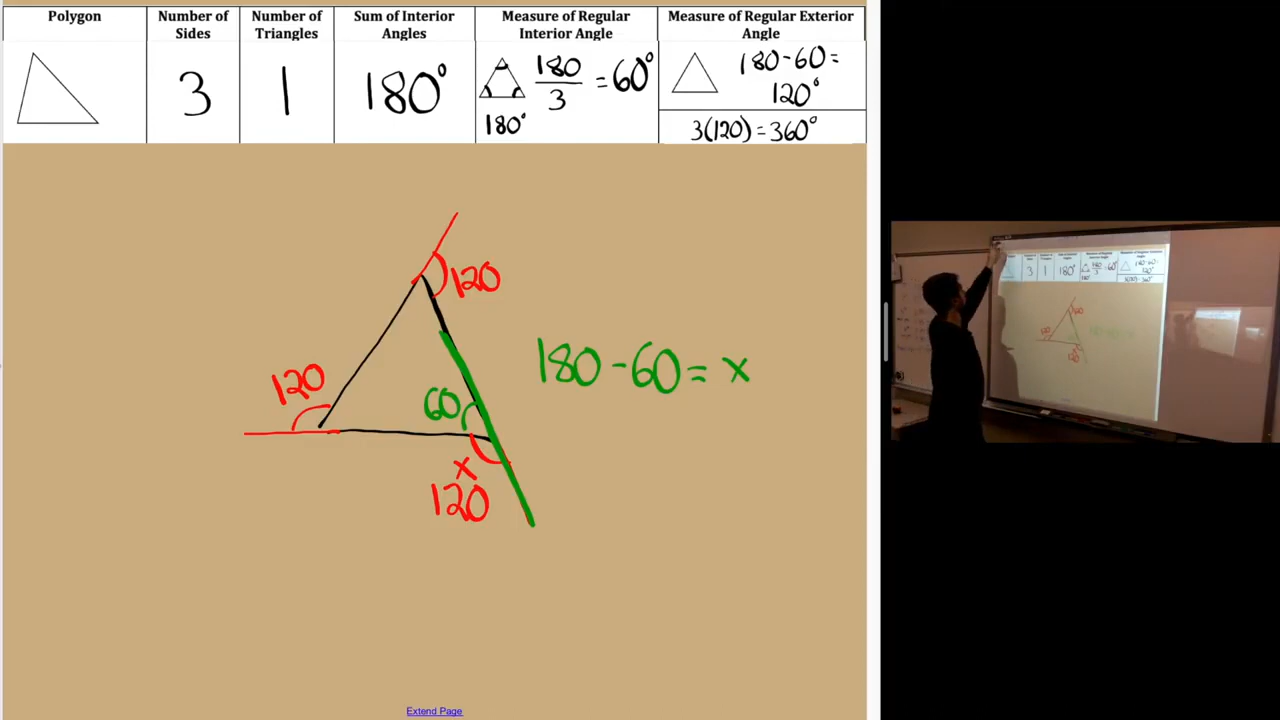 Polygon
Number of Sides
Number of Triangles
Sum of Interior Angles
Measure of Regular Interior Angle
Measure of Regular Exterior Angle
3
1
180°
180/3 = 60°
180°
180-60=
120°
3(120) = 360°
120
120
60
180-60= x
x
120
Extend Page